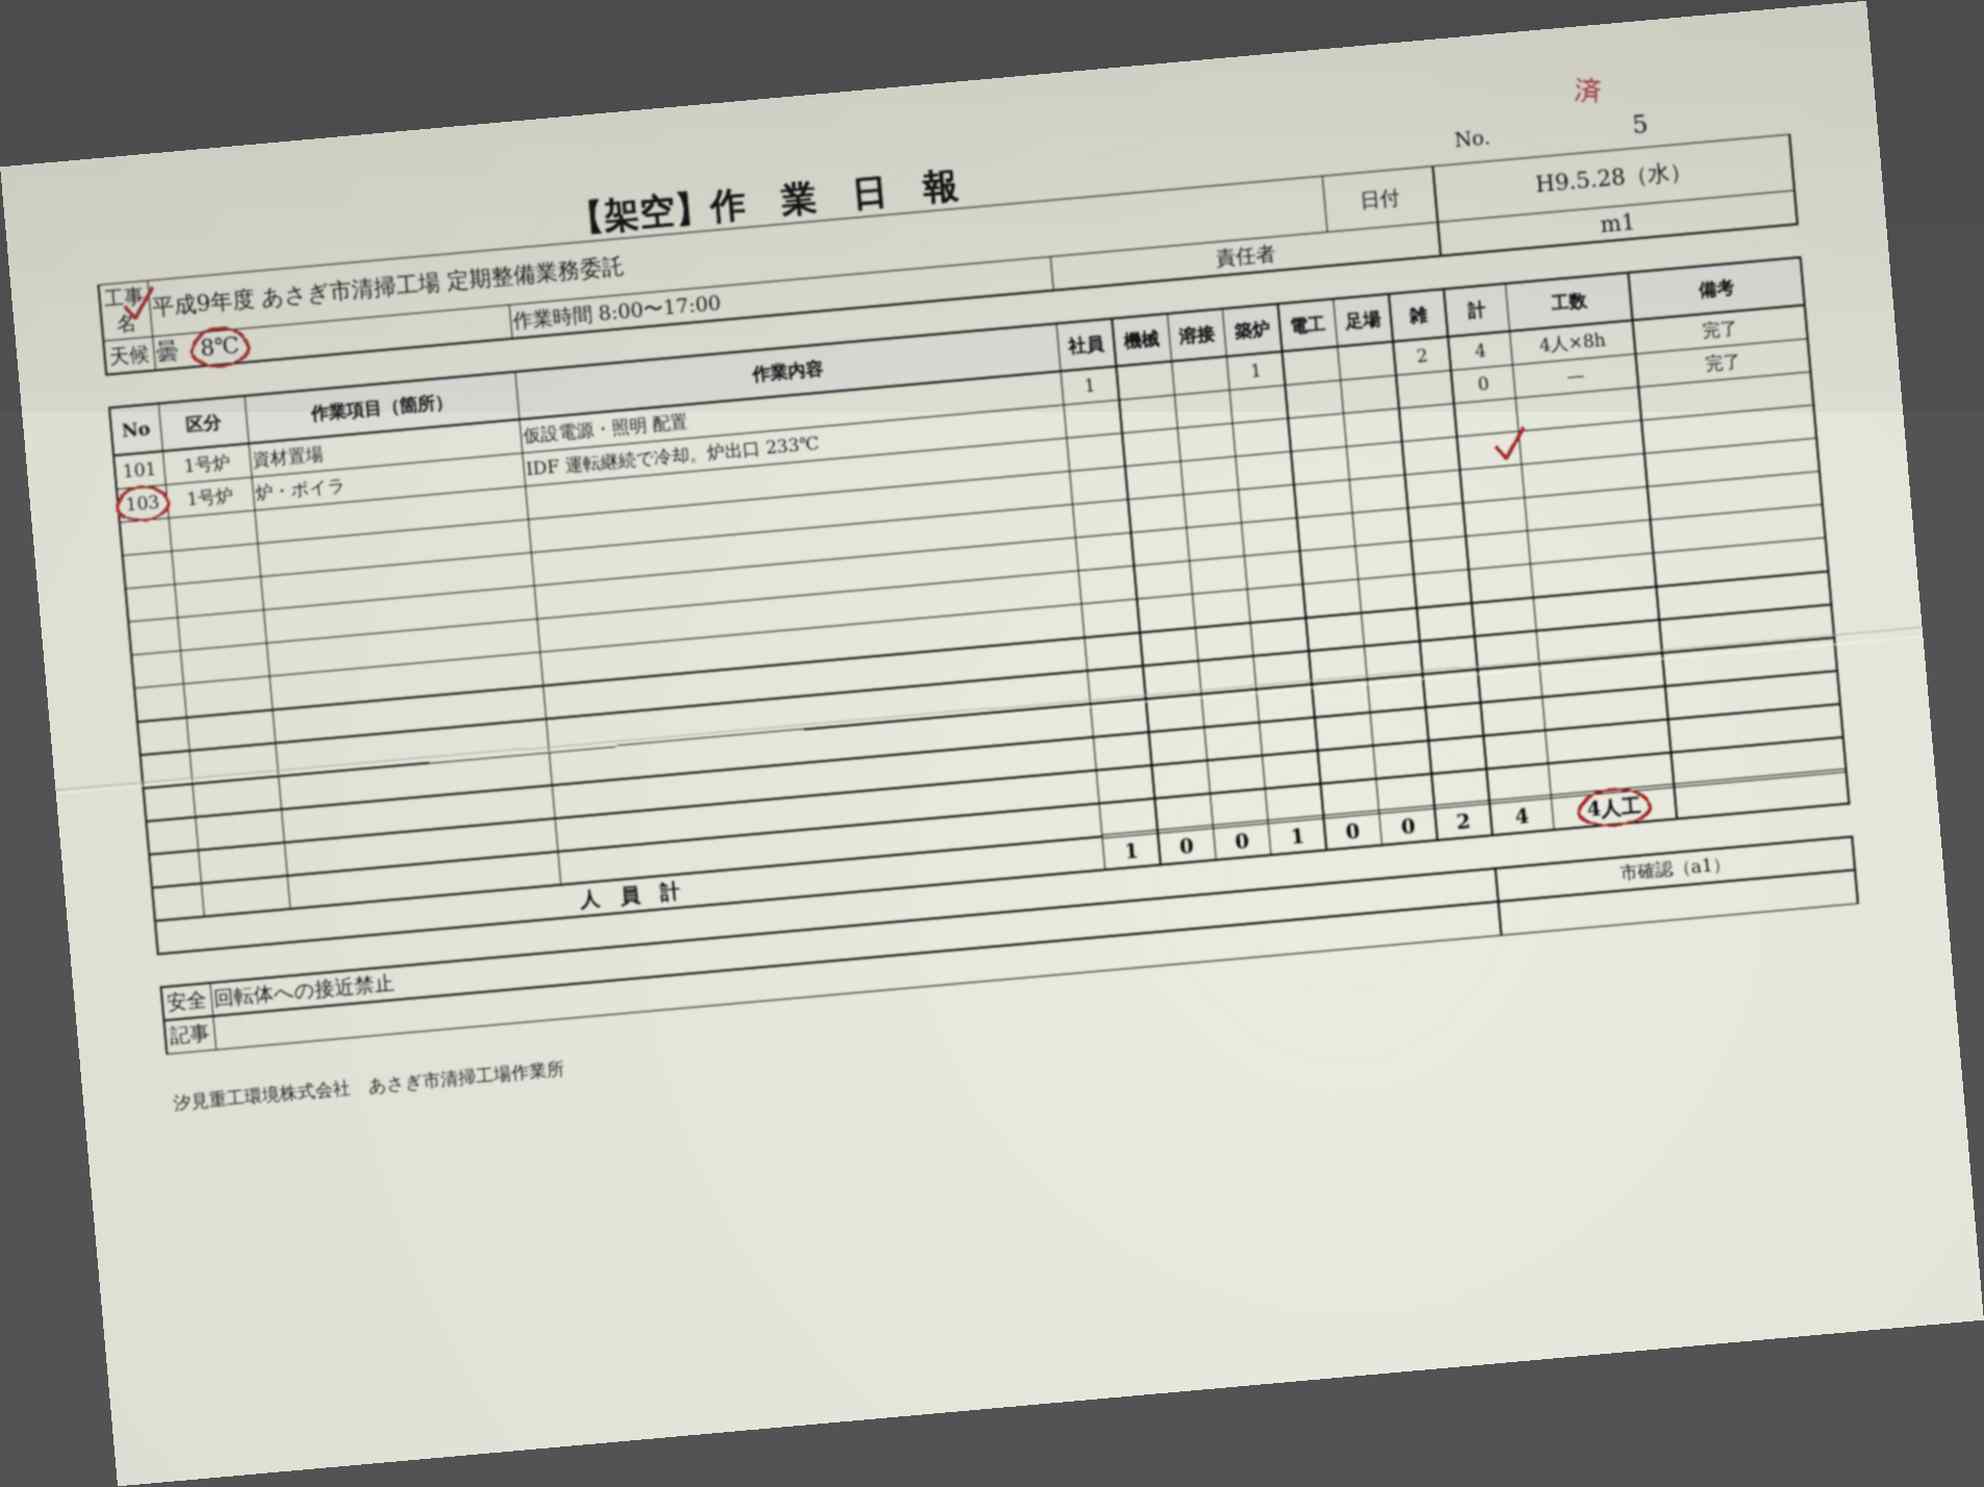 済
No. 5
【架空】作 業 日 報
工事名 平成9年度 あさぎ市清掃工場 定期整備業務委託 日付 H9.5.28（水）
天候 曇 8℃ 作業時間 8:00〜17:00 責任者 m1
No 区分 作業項目（箇所） 作業内容 社員 機械 溶接 築炉 電工 足場 雑 計 工数 備考
101 1号炉 資材置場 仮設電源・照明 配置 1 1 2 4 4人×8h 完了
103 1号炉 炉・ボイラ IDF 運転継続で冷却。炉出口 233℃ 0 — 完了
人 員 計 1 0 0 1 0 0 2 4 4人工
市確認（a1）
安全 回転体への接近禁止
記事
汐見重工環境株式会社 あさぎ市清掃工場作業所